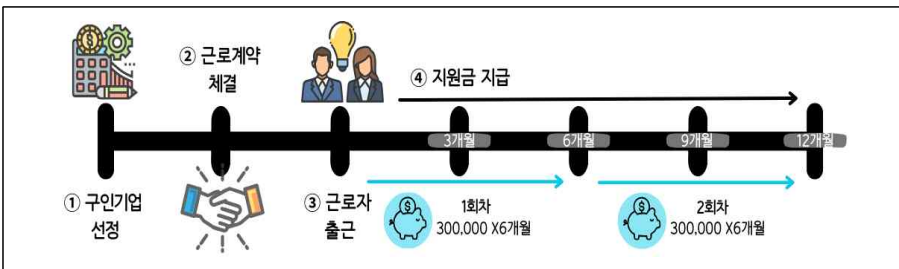 ② 근로계약
체결
④ 지원금 지급
3개월
6개월
9개월
12개월
① 구인기업
선정
③ 근로자
출근
1회차
300,000 X6개월
2회차
300,000 X6개월